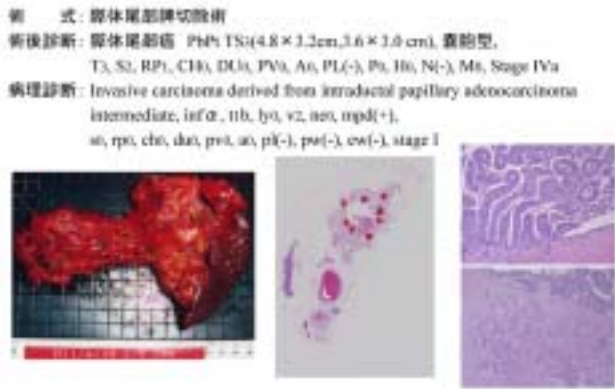 術　式: 膵体尾部脾切除術
術後診断: 膵体尾部癌 PbPt TS3(4.8×3.2cm,3.6×3.0 cm), 嚢胞型,
T3, S2, RP1, CH0, DU0, PV0, A0, PL(-), P0, H0, N(-), M0, Stage IVa
病理診断: Invasive carcinoma derived from intraductal papillary adenocarcinoma
intermediate, infα, ly0, v2, ne0, mpd(+),
s0, rp0, ch0, du0, pv0, a0, pl(-), pw(-), ew(-), stage I